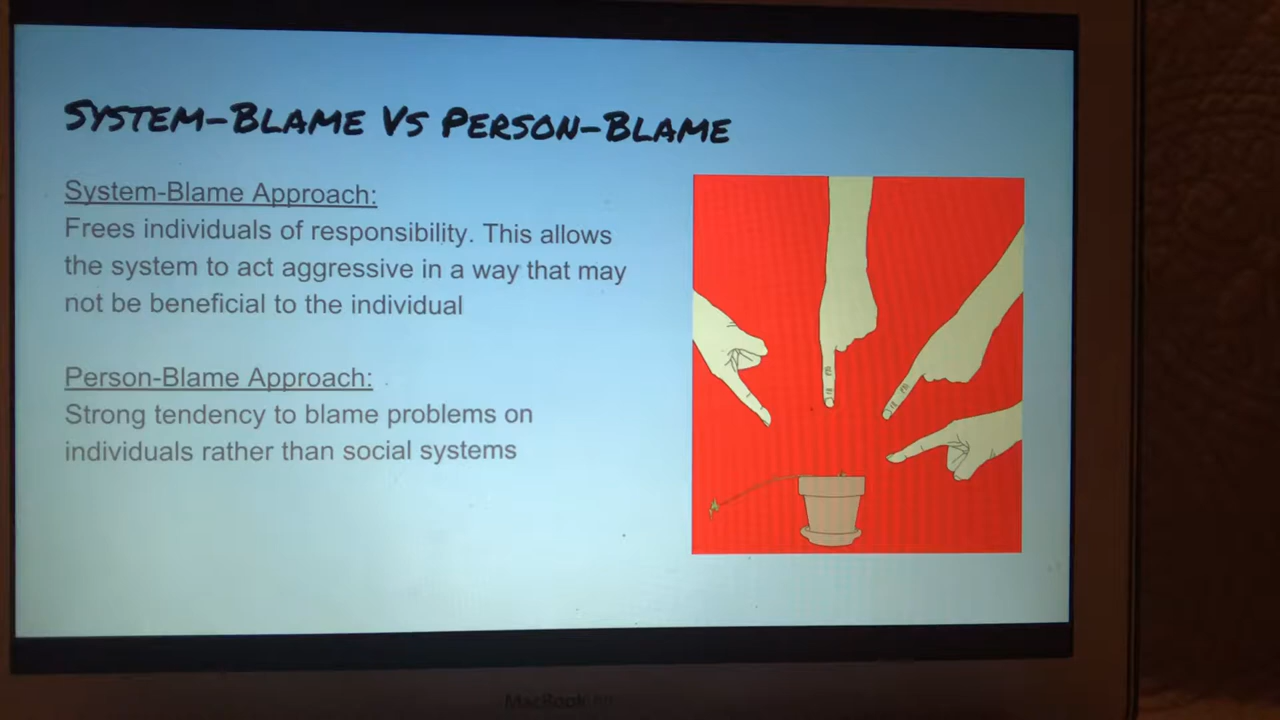 System-Blame Vs Person-Blame
System-Blame Approach:
Frees individuals of responsibility. This allows
the system to act aggressive in a way that may
not be beneficial to the individual
Person-Blame Approach:
Strong tendency to blame problems on
individuals rather than social systems
MacBook